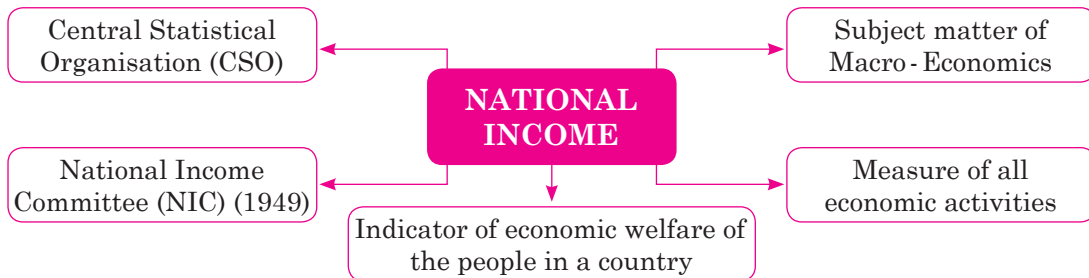 Central Statistical
Organisation (CSO)
Subject matter of
Macro - Economics
NATIONAL
INCOME
National Income
Committee (NIC) (1949)
Measure of all
economic activities
Indicator of economic welfare of
the people in a country